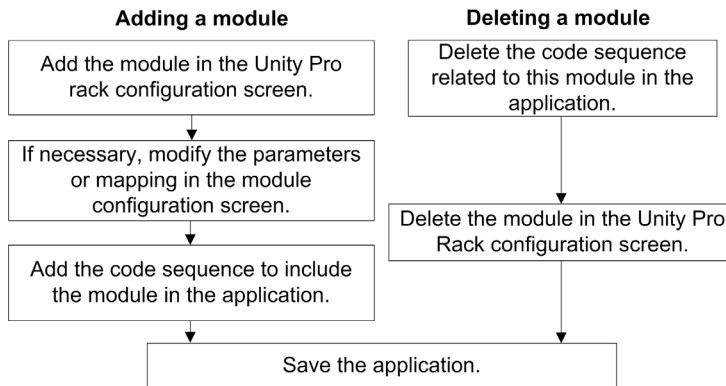 Adding a module
Add the module in the Unity Pro
rack configuration screen.
If necessary, modify the parameters
or mapping in the module
configuration screen.
Add the code sequence to include
the module in the application.
Deleting a module
Delete the code sequence
related to this module in the
application.
Delete the module in the Unity Pro
Rack configuration screen.
Save the application.